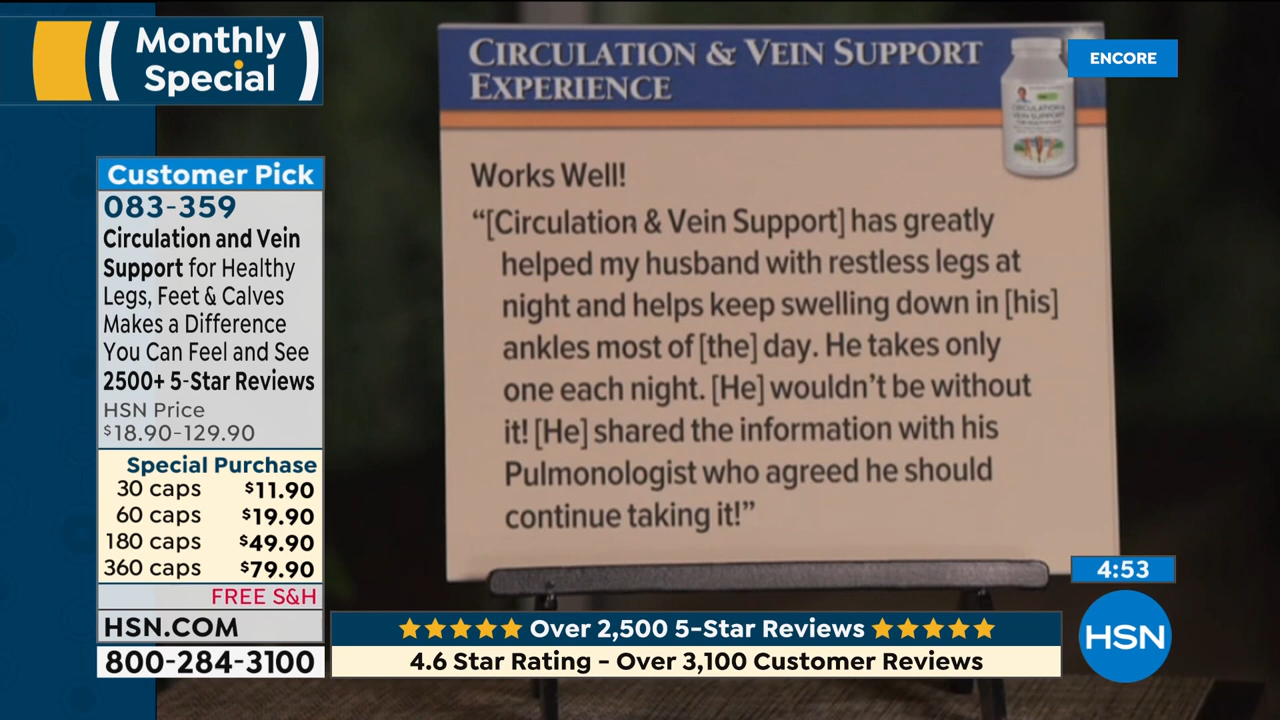 Monthly
Special
ENCORE
CIRCULATION & VEIN SUPPORT
EXPERIENCE
CIRCULATION &
VEIN SUPPORT
Works Well!
“[Circulation & Vein Support] has greatly
helped my husband with restless legs at
night and helps keep swelling down in [his]
ankles most of [the] day. He takes only
one each night. [He] wouldn’t be without
it! [He] shared the information with his
Pulmonologist who agreed he should
continue taking it!”
Customer Pick
083-359
Circulation and Vein
Support for Healthy
Legs, Feet & Calves
Makes a Difference
You Can Feel and See
2500+ 5-Star Reviews
HSN Price
$18.90-129.90
Special Purchase
30 caps $11.90
60 caps $19.90
180 caps $49.90
360 caps $79.90
FREE S&H
HSN.COM
800-284-3100
Over 2,500 5-Star Reviews
4.6 Star Rating – Over 3,100 Customer Reviews
4:53
HSN